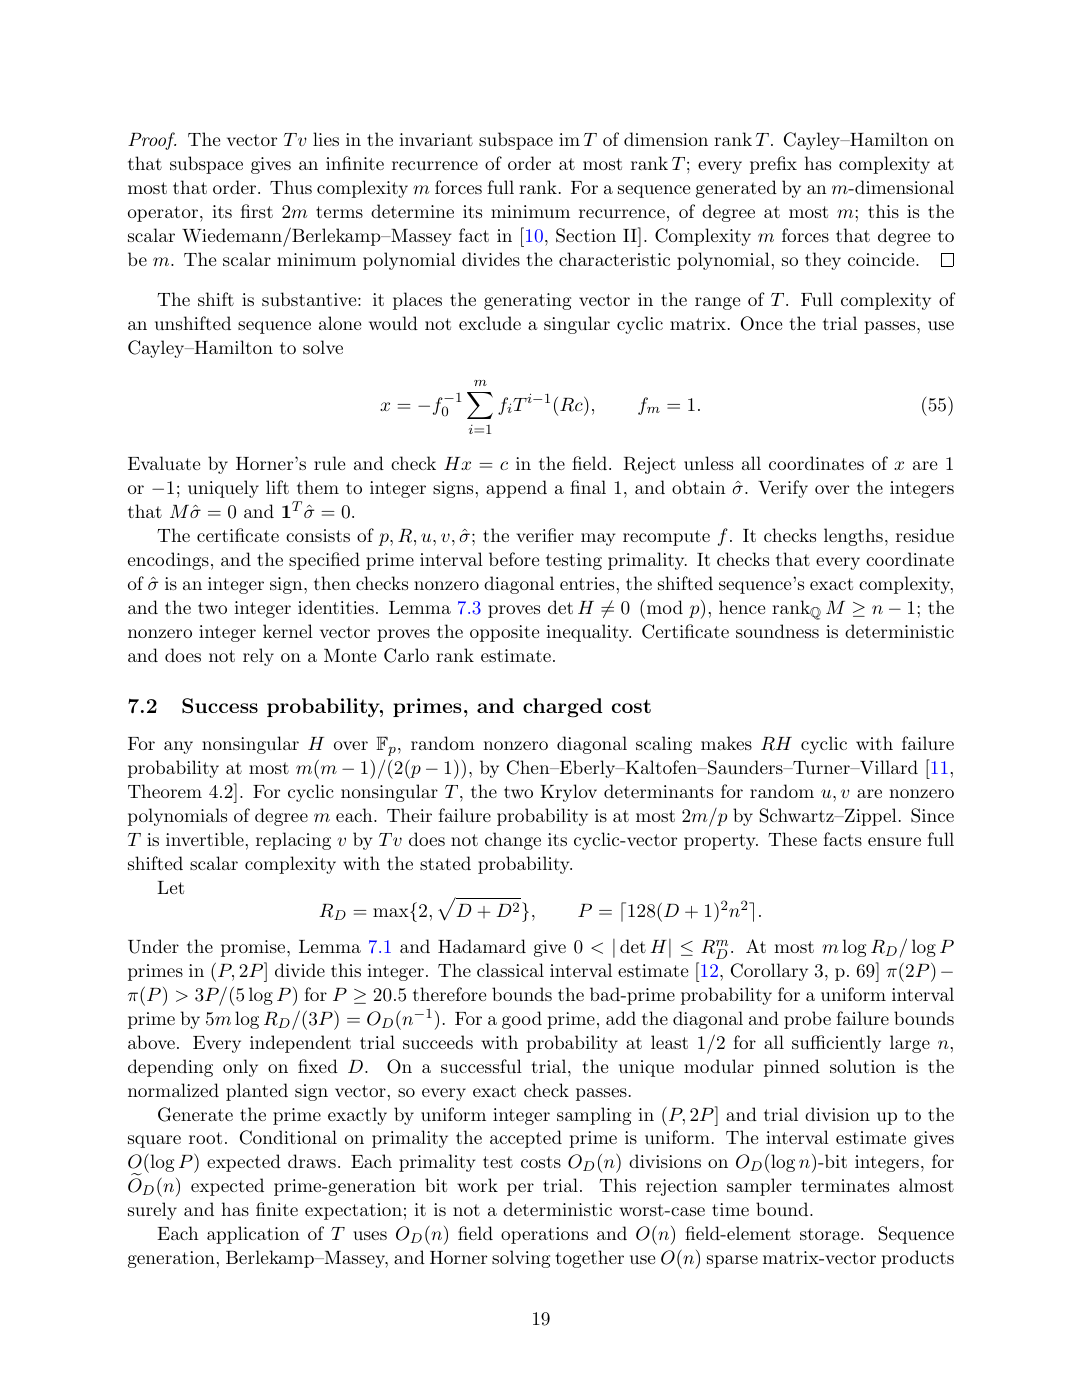 Proof. The vector Tv lies in the invariant subspace im T of dimension rank T. Cayley–Hamilton on
that subspace gives an infinite recurrence of order at most rank T; every prefix has complexity at
most that order. Thus complexity m forces full rank. For a sequence generated by an m-dimensional
operator, its first 2m terms determine its minimum recurrence, of degree at most m; this is the
scalar Wiedemann/Berlekamp–Massey fact in [10, Section II]. Complexity m forces that degree to
be m. The scalar minimum polynomial divides the characteristic polynomial, so they coincide. □
The shift is substantive: it places the generating vector in the range of T. Full complexity of
an unshifted sequence alone would not exclude a singular cyclic matrix. Once the trial passes, use
Cayley–Hamilton to solve
x = −f₀⁻¹ ∑_{i=1}^{m} f_i T^{i−1}(Rc), f_m = 1. (55)
Evaluate by Horner's rule and check Hx = c in the field. Reject unless all coordinates of x are 1
or −1; uniquely lift them to integer signs, append a final 1, and obtain σ̂. Verify over the integers
that Mσ̂ = 0 and 𝟏ᵀσ̂ = 0.
The certificate consists of p, R, u, v, σ̂; the verifier may recompute f. It checks lengths, residue
encodings, and the specified prime interval before testing primality. It checks that every coordinate
of σ̂ is an integer sign, then checks nonzero diagonal entries, the shifted sequence's exact complexity,
and the two integer identities. Lemma 7.3 proves det H ≠ 0 (mod p), hence rank_ℚ M ≥ n − 1; the
nonzero integer kernel vector proves the opposite inequality. Certificate soundness is deterministic
and does not rely on a Monte Carlo rank estimate.
7.2 Success probability, primes, and charged cost
For any nonsingular H over 𝔽_p, random nonzero diagonal scaling makes RH cyclic with failure
probability at most m(m − 1)/(2(p − 1)), by Chen–Eberly–Kaltofen–Saunders–Turner–Villard [11,
Theorem 4.2]. For cyclic nonsingular T, the two Krylov determinants for random u, v are nonzero
polynomials of degree m each. Their failure probability is at most 2m/p by Schwartz–Zippel. Since
T is invertible, replacing v by Tv does not change its cyclic-vector property. These facts ensure full
shifted scalar complexity with the stated probability.
Let
R_D = max{2, √(D + D²)}, P = ⌈128(D + 1)²n²⌉.
Under the promise, Lemma 7.1 and Hadamard give 0 < | det H| ≤ R_D^m. At most m log R_D/ log P
primes in (P, 2P] divide this integer. The classical interval estimate [12, Corollary 3, p. 69] π(2P) −
π(P) > 3P/(5 log P) for P ≥ 20.5 therefore bounds the bad-prime probability for a uniform interval
prime by 5m log R_D/(3P) = O_D(n⁻¹). For a good prime, add the diagonal and probe failure bounds
above. Every independent trial succeeds with probability at least 1/2 for all sufficiently large n,
depending only on fixed D. On a successful trial, the unique modular pinned solution is the
normalized planted sign vector, so every exact check passes.
Generate the prime exactly by uniform integer sampling in (P, 2P] and trial division up to the
square root. Conditional on primality the accepted prime is uniform. The interval estimate gives
O(log P) expected draws. Each primality test costs O_D(n) divisions on O_D(log n)-bit integers, for
Õ_D(n) expected prime-generation bit work per trial. This rejection sampler terminates almost
surely and has finite expectation; it is not a deterministic worst-case time bound.
Each application of T uses O_D(n) field operations and O(n) field-element storage. Sequence
generation, Berlekamp–Massey, and Horner solving together use O(n) sparse matrix-vector products
19